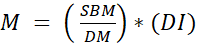 M = (SBM/DM) * (DI)